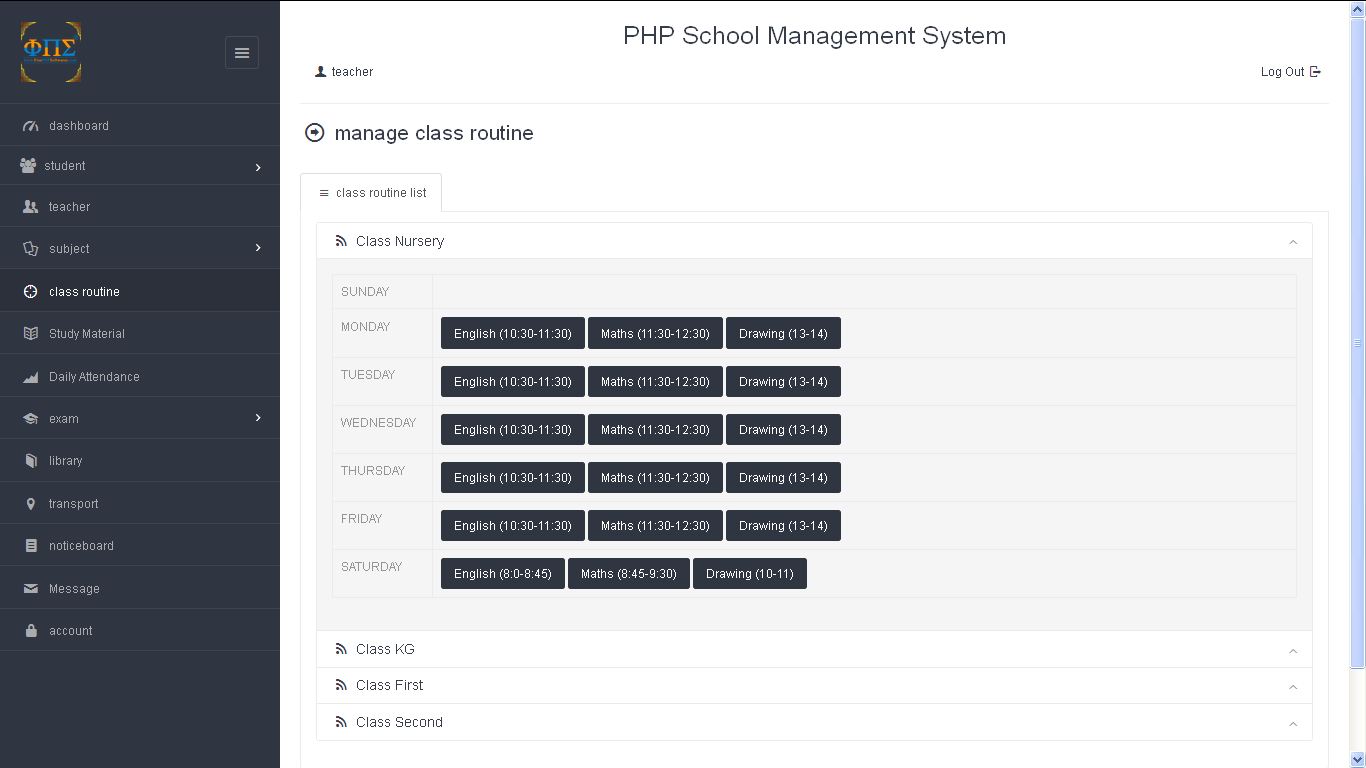 ΦΠΣ
PHP School Management System
teacher
Log Out
dashboard
student
teacher
subject
class routine
Study Material
Daily Attendance
exam
library
transport
noticeboard
Message
account
manage class routine
class routine list
Class Nursery
SUNDAY
MONDAY English (10:30-11:30) Maths (11:30-12:30) Drawing (13-14)
TUESDAY English (10:30-11:30) Maths (11:30-12:30) Drawing (13-14)
WEDNESDAY English (10:30-11:30) Maths (11:30-12:30) Drawing (13-14)
THURSDAY English (10:30-11:30) Maths (11:30-12:30) Drawing (13-14)
FRIDAY English (10:30-11:30) Maths (11:30-12:30) Drawing (13-14)
SATURDAY English (8:0-8:45) Maths (8:45-9:30) Drawing (10-11)
Class KG
Class First
Class Second